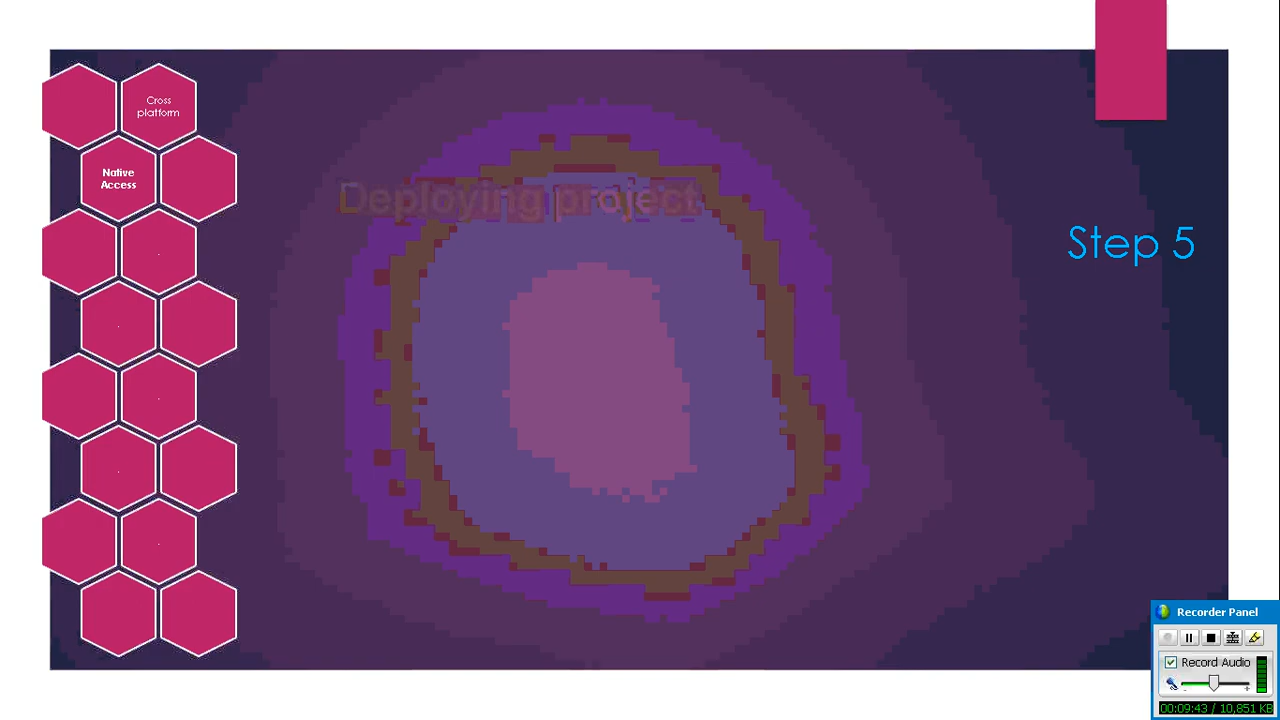 Cross
platform
Native
Access
Deploying project
Step 5
Recorder Panel
Record Audio
- +
00:09:43 / 10,851 KB